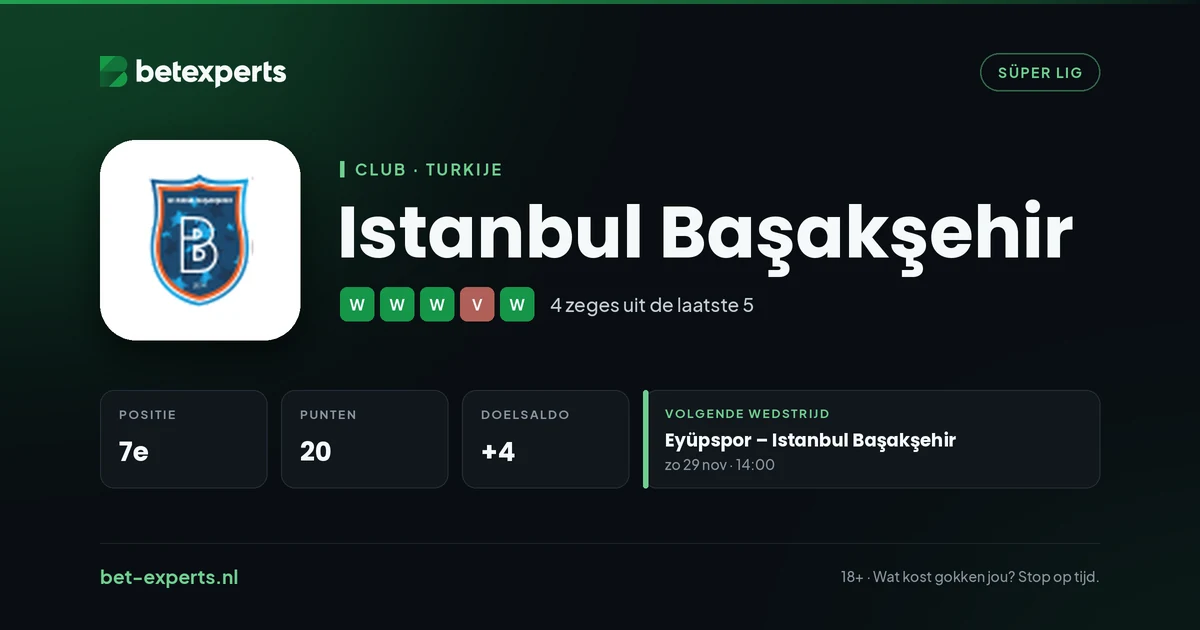 betexperts
SÜPER LIG
CLUB · TURKIJE
Istanbul Başakşehir
W W W V W 4 zeges uit de laatste 5
POSITIE
7e
PUNTEN
20
DOELSALDO
+4
VOLGENDE WEDSTRIJD
Eyüpspor – Istanbul Başakşehir
zo 29 nov · 14:00
bet-experts.nl
18+ · Wat kost gokken jou? Stop op tijd.